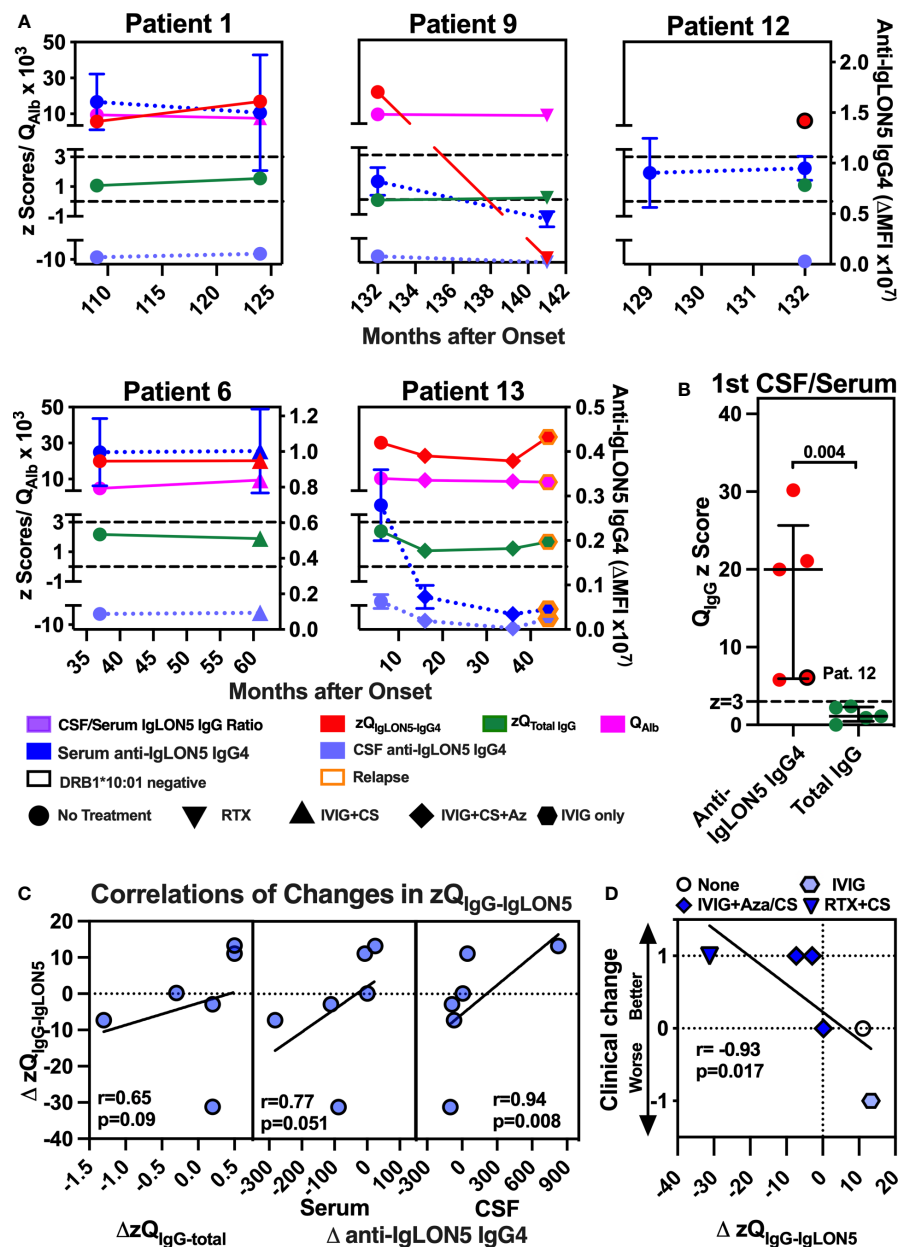 A
Patient 1
Patient 9
Patient 12
z Scores/ QAlb x 10³
50
30
10
3
1
-1
-10
110
115
120
125
132
134
136
138
140
142
129
130
131
132
2.0
1.5
1.0
0.5
0.0
Anti-IgLON5 IgG4 (ΔMFI x10⁷)
Months after Onset
Patient 6
Patient 13
z Scores/ QAlb x 10³
50
30
10
3
1
-10
1.2
1.0
0.8
0.6
0.4
0.2
0.0
35
40
45
50
55
60
0.5
0.4
0.3
0.2
0.1
0.0
10
20
30
40
Anti-IgLON5 IgG4 (ΔMFI x10⁷)
Months after Onset
CSF/Serum IgLON5 IgG Ratio
zQIgLON5-IgG4
zQTotal IgG
QAlb
Serum anti-IgLON5 IgG4
CSF anti-IgLON5 IgG4
DRB1*10:01 negative
Relapse
No Treatment
RTX
IVIG+CS
IVIG+CS+Az
IVIG only
B
1st CSF/Serum
QIgG z Score
40
30
20
10
z=3
0
0.004
Pat. 12
Anti-
IgLON5 IgG4
Total IgG
C
Correlations of Changes in zQIgG-IgLON5
Δ zQIgG-IgLON5
20
10
0
-10
-20
-30
-40
r=0.65
p=0.09
r=0.77
p=0.051
r=0.94
p=0.008
-1.5
-1.0
-0.5
0.0
0.5
-300
-200
-100
0
100
-300
0
300
600
900
Serum
CSF
ΔzQIgG-total
Δ anti-IgLON5 IgG4
D
None
IVIG
IVIG+Aza/CS
RTX+CS
Clinical change
Worse
Better
1
0
-1
r= -0.93
p=0.017
-40
-30
-20
-10
0
10
20
Δ zQIgG-IgLON5